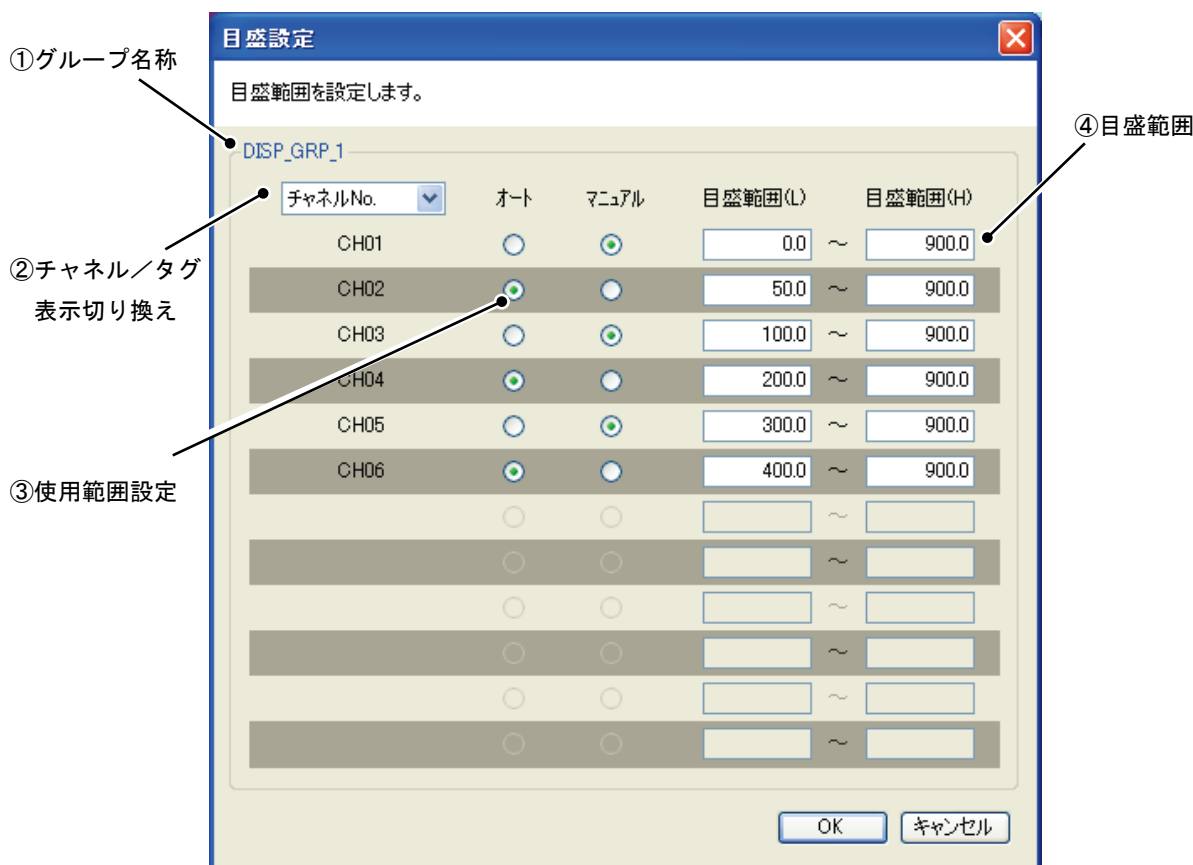 目盛設定
①グループ名称
目盛範囲を設定します。
④目盛範囲
DISP_GRP_1
チャネルNo. オート マニュアル 目盛範囲(L) 目盛範囲(H)
CH01 0.0 ～ 900.0
②チャネル／タグ
表示切り換え
CH02 50.0 ～ 900.0
CH03 100.0 ～ 900.0
CH04 200.0 ～ 900.0
CH05 300.0 ～ 900.0
CH06 400.0 ～ 900.0
③使用範囲設定
～
～
～
～
～
～
OK キャンセル